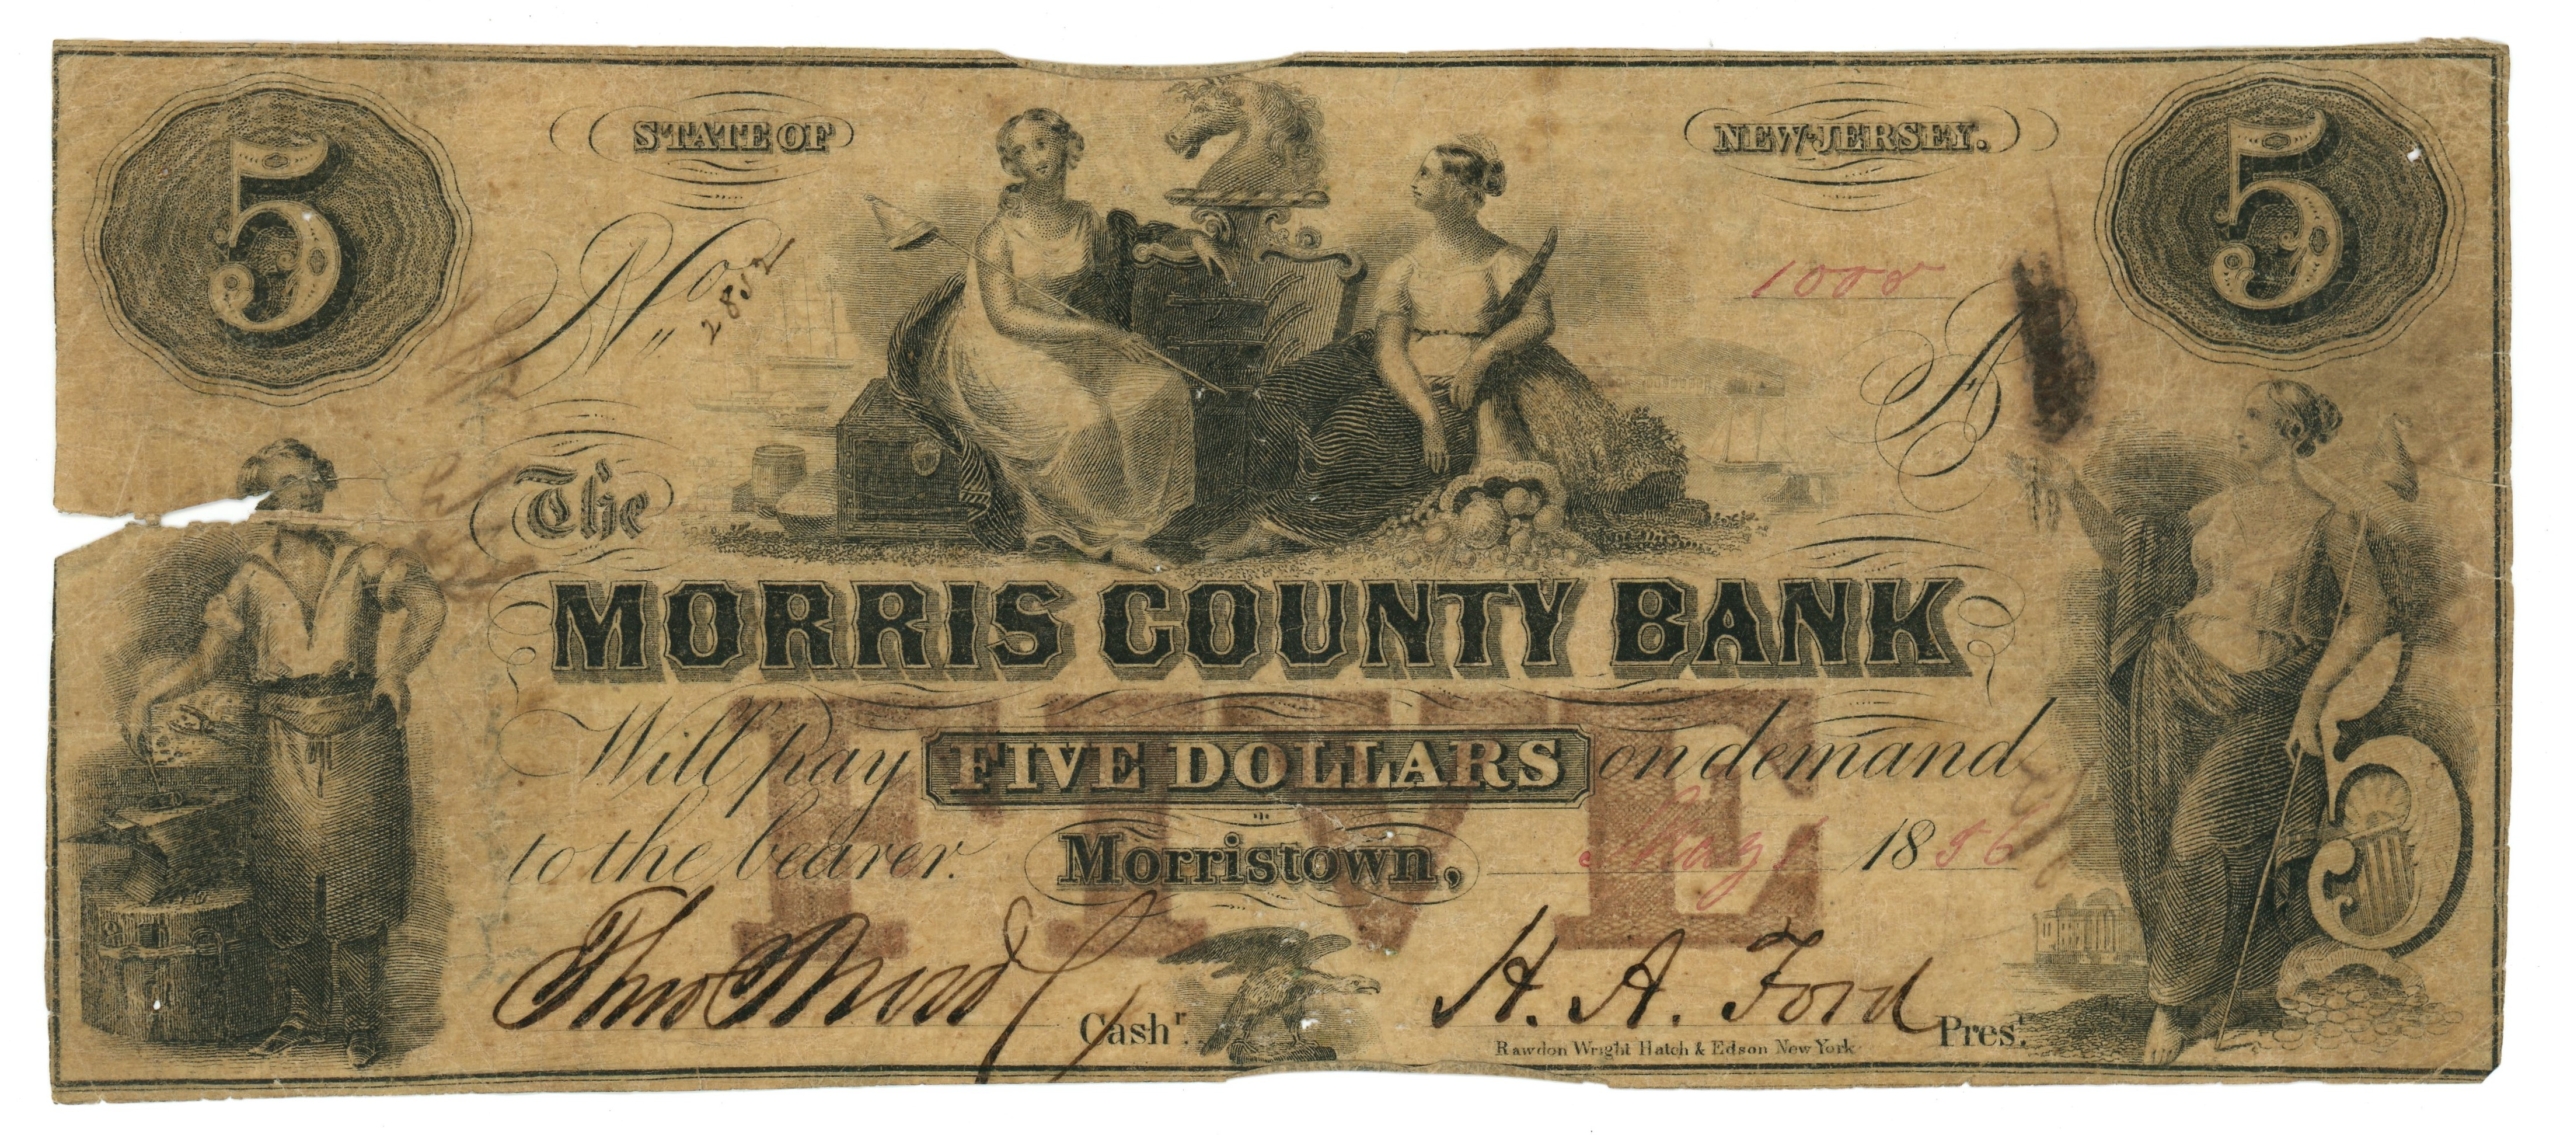 5
5
STATE OF
NEW-JERSEY.
No
2852
A
The
MORRIS COUNTY BANK
FIVE
Will pay FIVE DOLLARS on demand
to the bearer. Morristown, May 1 1856
Cashr.
H. A. Ford Prest.
5
Rawdon Wright Hatch & Edson New York